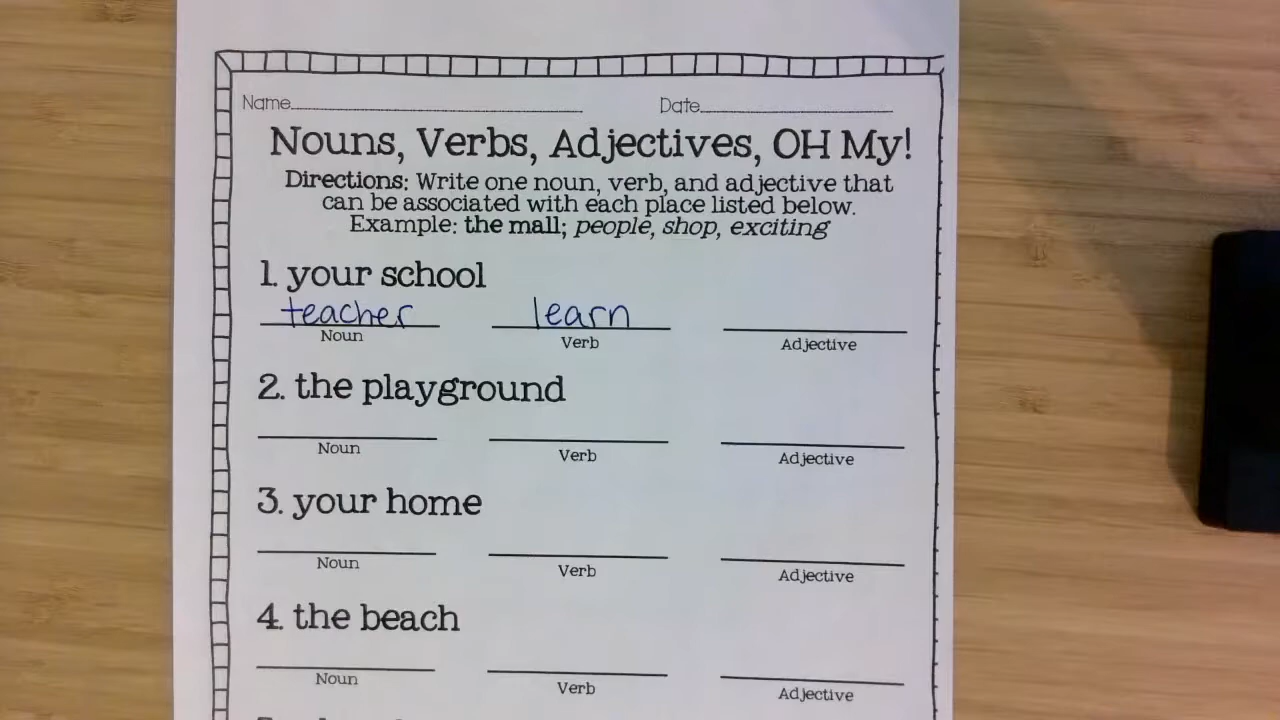 Name
Date
Nouns, Verbs, Adjectives, OH My!
Directions: Write one noun, verb, and adjective that
can be associated with each place listed below.
Example: the mall; people, shop, exciting
1. your school
teacher learn
Noun Verb Adjective
2. the playground
Noun Verb Adjective
3. your home
Noun Verb Adjective
4. the beach
Noun Verb Adjective